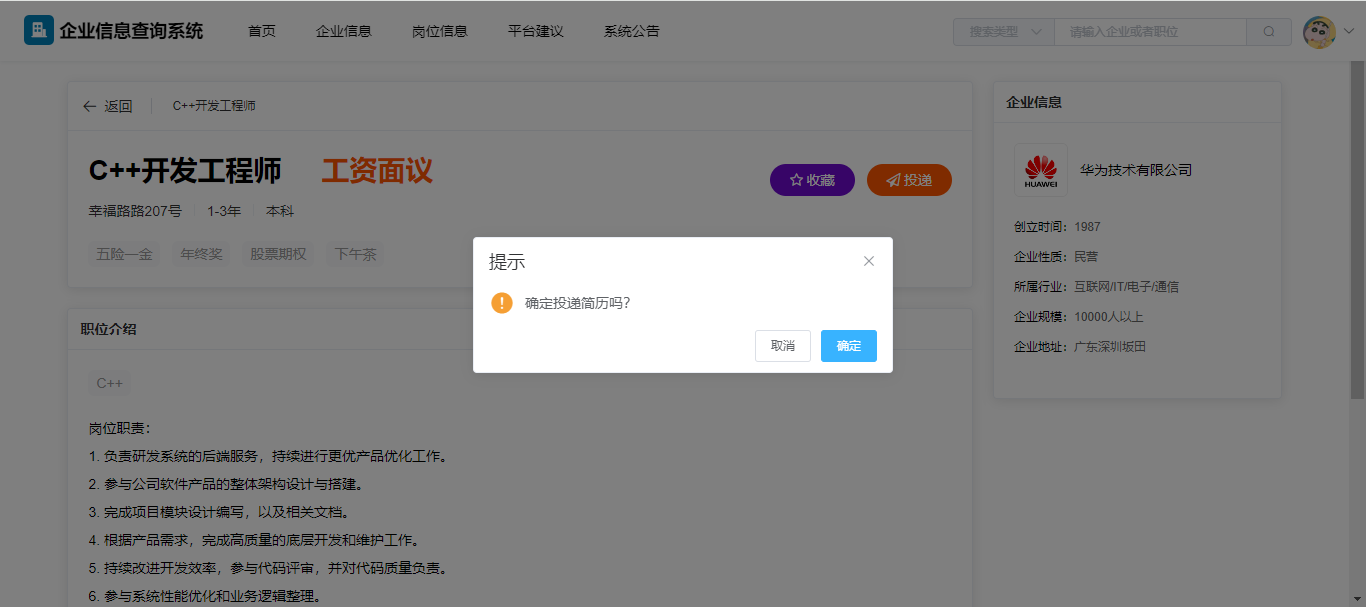 企业信息查询系统
首页
企业信息
岗位信息
平台建议
系统公告
搜索类型
请输入企业或者职位
返回
C++开发工程师
C++开发工程师
工资面议
幸福路路207号
1-3年
本科
五险一金
年终奖
股票期权
下午茶
收藏
投递
企业信息
HUAWEI
华为技术有限公司
创立时间： 1987
企业性质： 民营
所属行业： 互联网/IT/电子/通信
企业规模： 10000人以上
企业地址： 广东深圳坂田
提示
确定投递简历吗?
取消
确定
职位介绍
C++
岗位职责：
1. 负责研发系统的后端服务，持续进行更优产品优化工作。
2. 参与公司软件产品的整体架构设计与搭建。
3. 完成项目模块设计编写，以及相关文档。
4. 根据产品需求，完成高质量的底层开发和维护工作。
5. 持续改进开发效率，参与代码评审，并对代码质量负责。
6. 参与系统性能优化和业务逻辑整理。